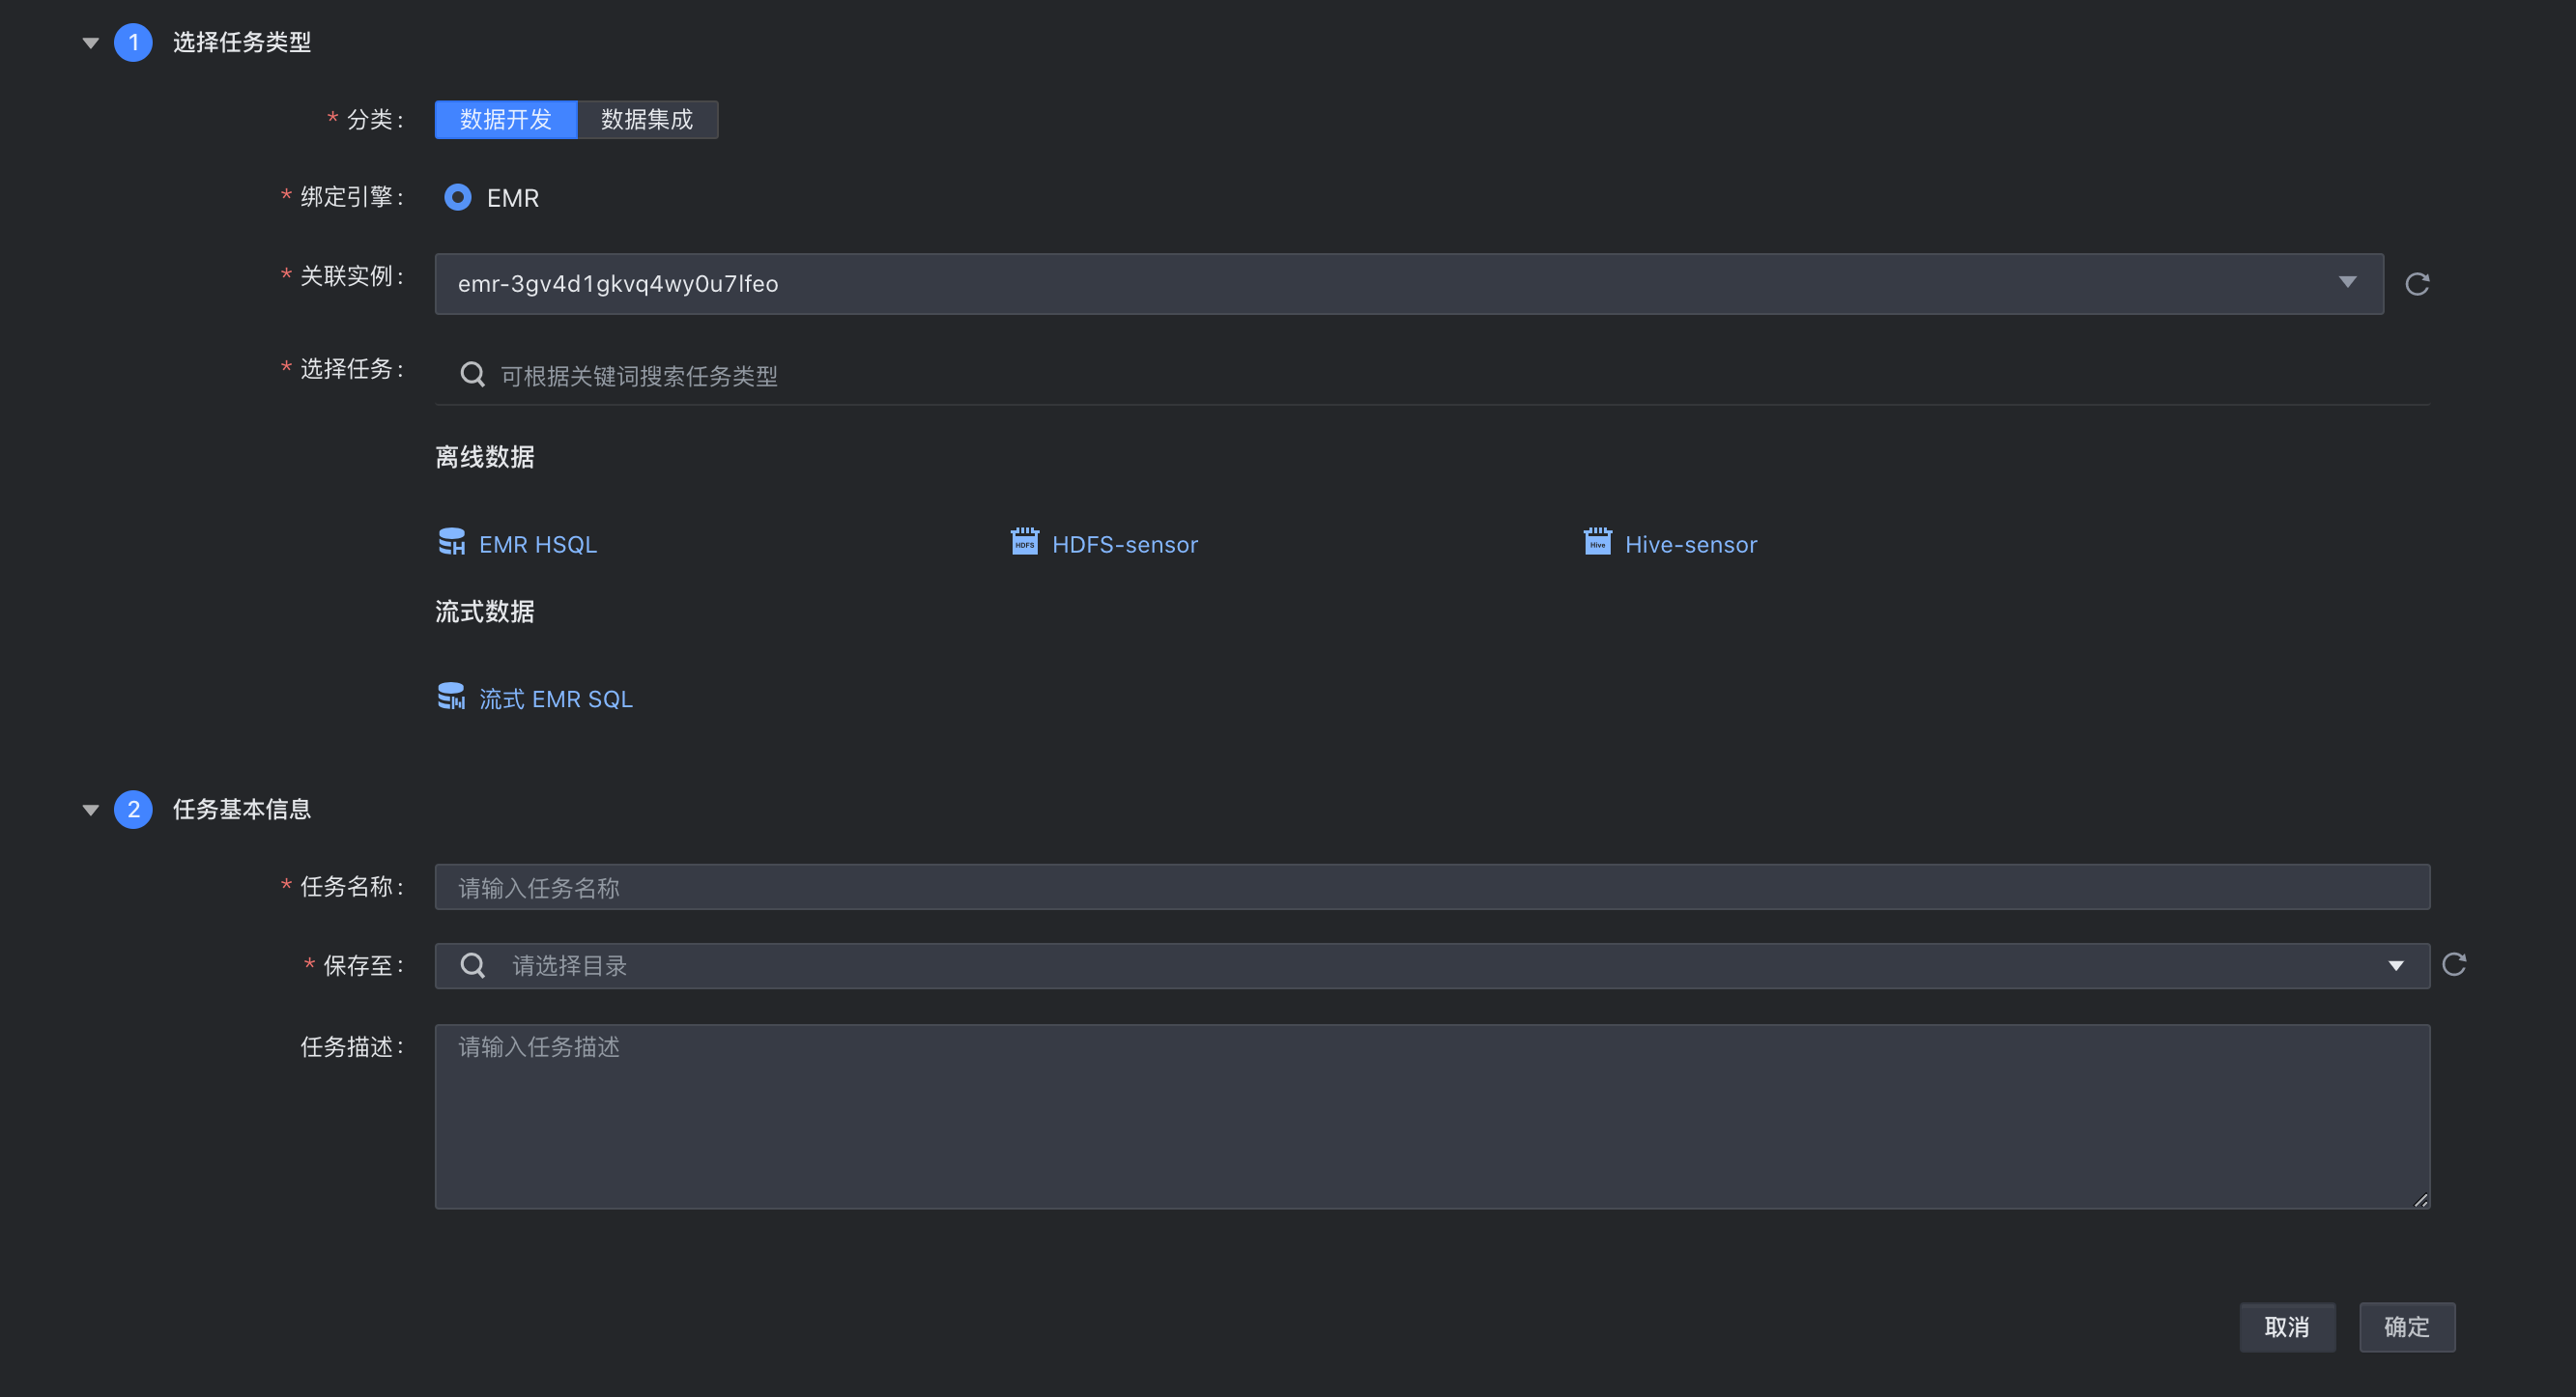 1 选择任务类型
* 分类 : 数据开发 数据集成
* 绑定引擎 : EMR
* 关联实例 : emr-3gv4d1gkvq4wy0u7lfeo
* 选择任务 : 可根据关键词搜索任务类型
离线数据
EMR HSQL HDFS HDFS-sensor Hive Hive-sensor
流式数据
流式 EMR SQL
2 任务基本信息
* 任务名称 : 请输入任务名称
* 保存至 : 请选择目录
任务描述 : 请输入任务描述
取消 确定